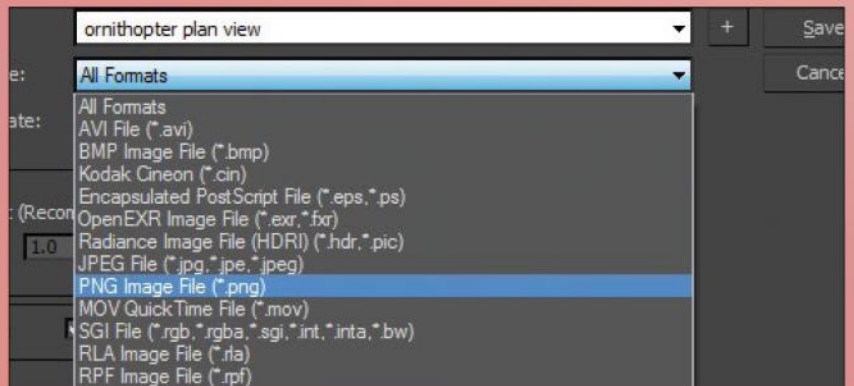 ornithopter plan view
+
Save
e:
All Formats
Cance
ate:
All Formats
AVI File (*.avi)
BMP Image File (*.bmp)
Kodak Cineon (*.cin)
Encapsulated PostScript File (*.eps,*.ps)
: (Recon
OpenEXR Image File (*.exr,*.fxr)
1.0
Radiance Image File (HDRI) (*.hdr,*.pic)
JPEG File (*.jpg,*.jpe,*.jpeg)
PNG Image File (*.png)
MOV QuickTime File (*.mov)
SGI File (*.rgb,*.rgba,*.sgi,*.int,*.inta,*.bw)
RLA Image File (*.rla)
RPF Image File (*.rpf)